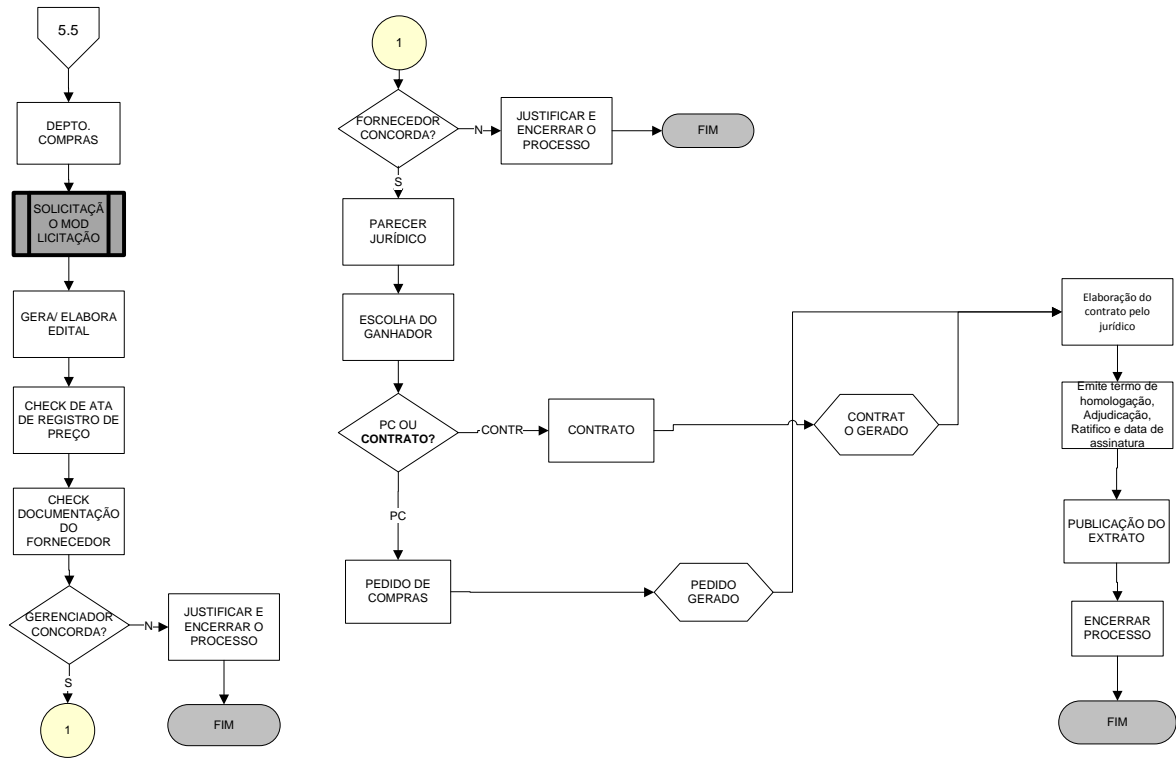 5.5
DEPTO.
COMPRAS
SOLICITAÇÃ
O MOD
LICITAÇÃO
GERA/ ELABORA
EDITAL
CHECK DE ATA
DE REGISTRO DE
PREÇO
CHECK
DOCUMENTAÇÃO
DO
FORNECEDOR
GERENCIADOR
CONCORDA?
N
JUSTIFICAR E
ENCERRAR O
PROCESSO
FIM
S
1
1
FORNECEDOR
CONCORDA?
N
JUSTIFICAR E
ENCERRAR O
PROCESSO
FIM
S
PARECER
JURÍDICO
ESCOLHA DO
GANHADOR
PC OU
CONTRATO?
CONTR
CONTRATO
CONTRAT
O GERADO
PC
PEDIDO DE
COMPRAS
PEDIDO
GERADO
Elaboração do
contrato pelo
jurídico
Emite termo de
homologação,
Adjudicação,
Ratifico e data de
assinatura
PUBLICAÇÃO DO
EXTRATO
ENCERRAR
PROCESSO
FIM